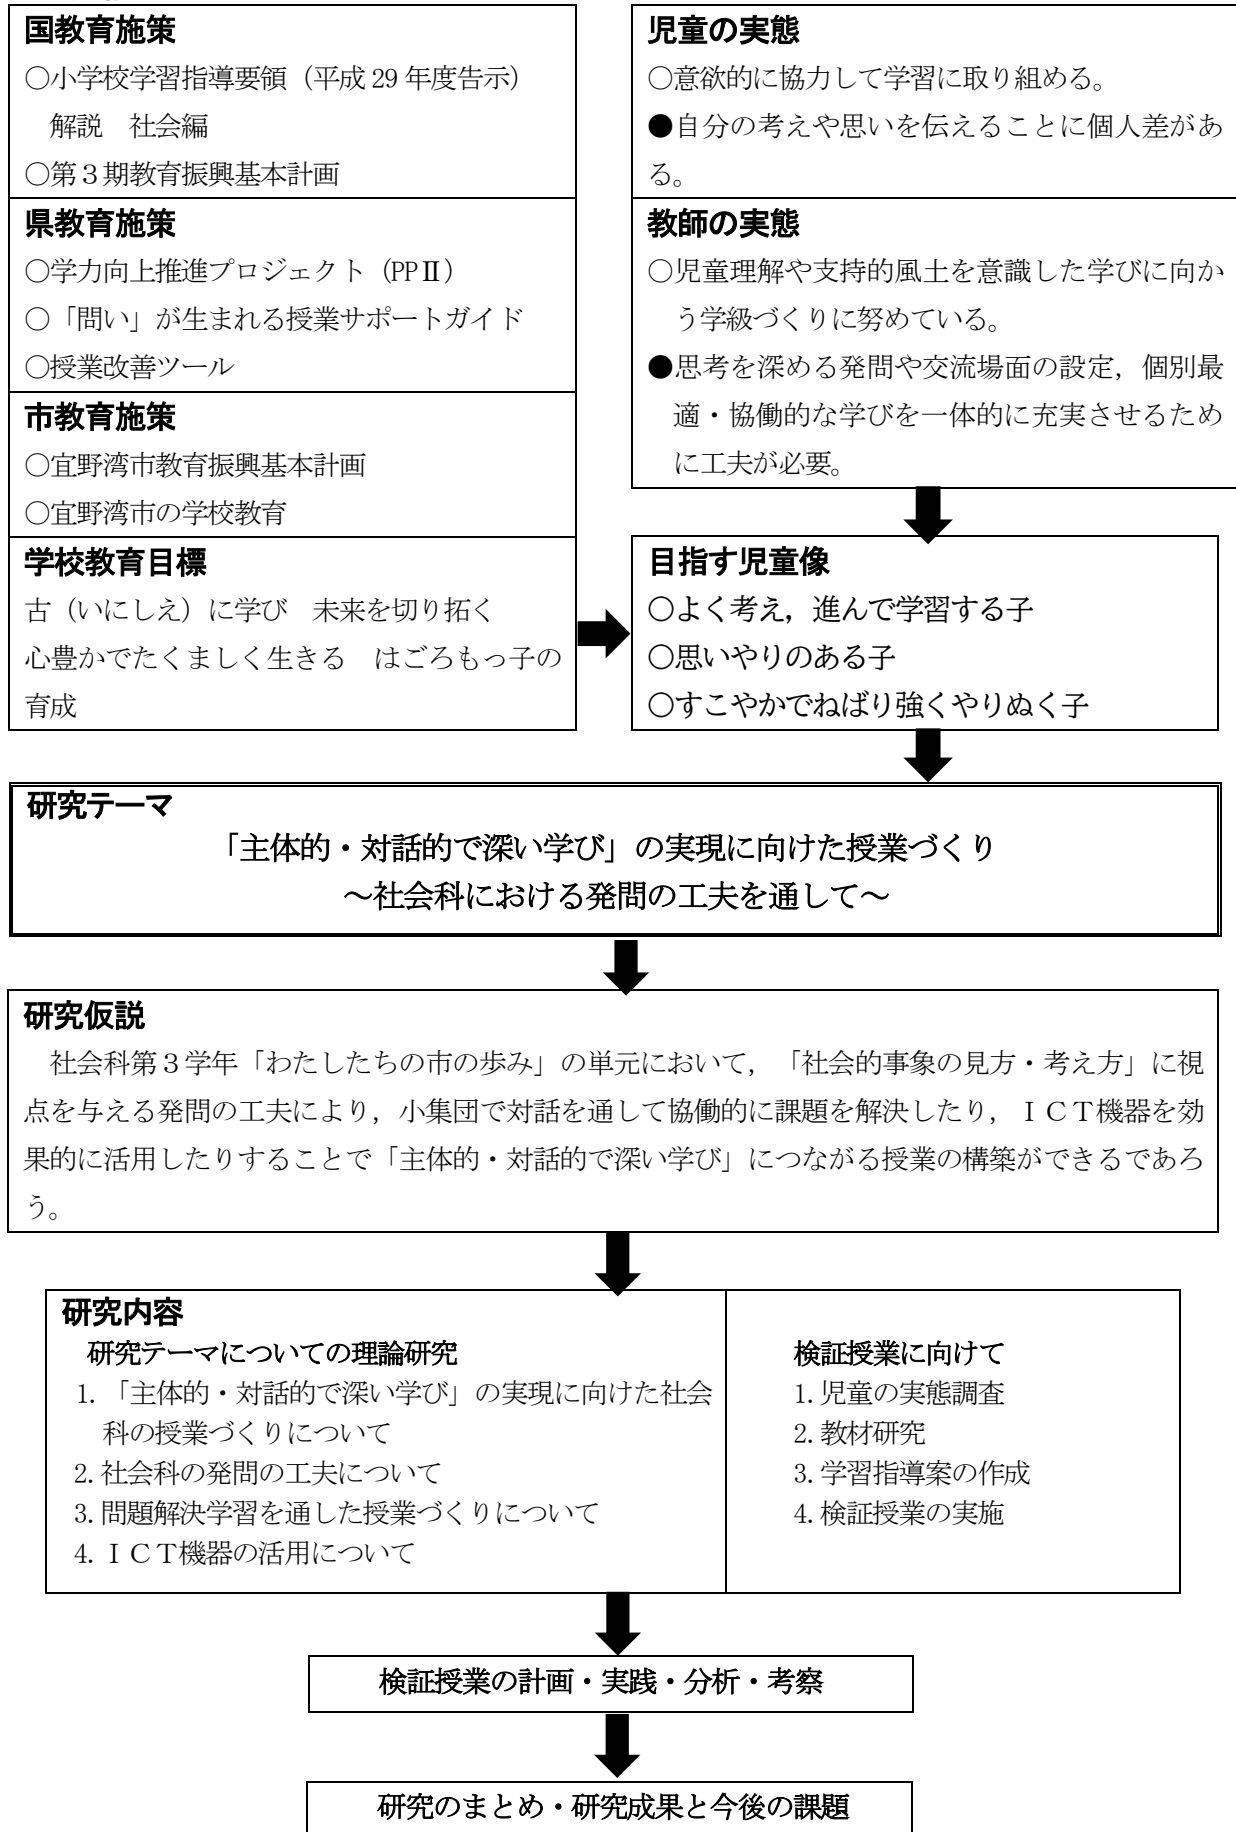 国教育施策
○小学校学習指導要領（平成 29 年度告示）
解説　社会編
○第３期教育振興基本計画
県教育施策
○学力向上推進プロジェクト（PPⅡ）
○「問い」が生まれる授業サポートガイド
○授業改善ツール
市教育施策
○宜野湾市教育振興基本計画
○宜野湾市の学校教育
学校教育目標
古（いにしえ）に学び　未来を切り拓く
心豊かでたくましく生きる　はごろもっ子の
育成
児童の実態
○意欲的に協力して学習に取り組める。
●自分の考えや思いを伝えることに個人差があ
る。
教師の実態
○児童理解や支持的風土を意識した学びに向か
う学級づくりに努めている。
●思考を深める発問や交流場面の設定，個別最
適・協働的な学びを一体的に充実させるため
に工夫が必要。
目指す児童像
○よく考え，進んで学習する子
○思いやりのある子
○すこやかでねばり強くやりぬく子
研究テーマ
「主体的・対話的で深い学び」の実現に向けた授業づくり
～社会科における発問の工夫を通して～
研究仮説
社会科第３学年「わたしたちの市の歩み」の単元において，「社会的事象の見方・考え方」に視
点を与える発問の工夫により，小集団で対話を通して協働的に課題を解決したり，ＩＣＴ機器を効
果的に活用したりすることで「主体的・対話的で深い学び」につながる授業の構築ができるであろ
う。
研究内容
研究テーマについての理論研究
1. 「主体的・対話的で深い学び」の実現に向けた社会
科の授業づくりについて
2. 社会科の発問の工夫について
3. 問題解決学習を通した授業づくりについて
4. ＩＣＴ機器の活用について
検証授業に向けて
1. 児童の実態調査
2. 教材研究
3. 学習指導案の作成
4. 検証授業の実施
検証授業の計画・実践・分析・考察
研究のまとめ・研究成果と今後の課題